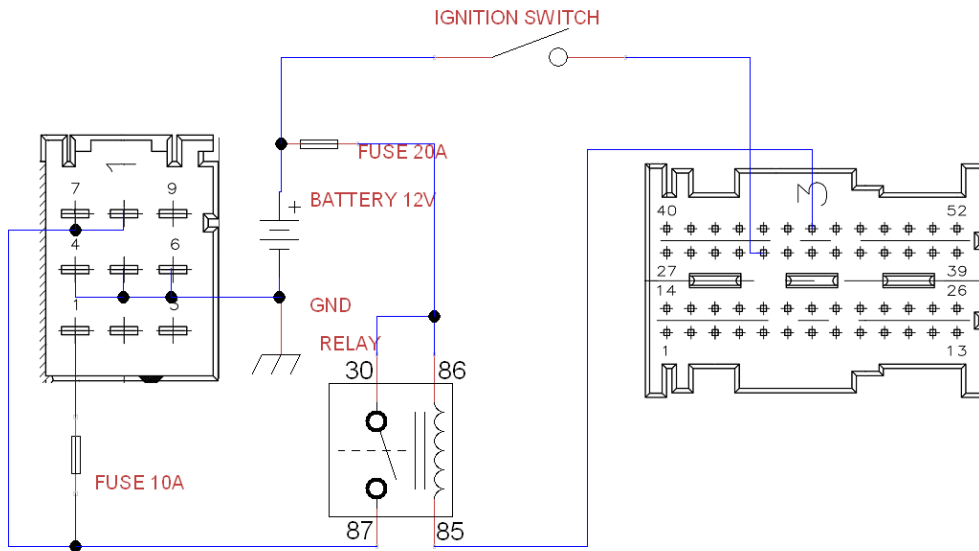 IGNITION SWITCH
FUSE 20A
1
7 9
BATTERY 12V +
3
40 52
4 6
27 39
14 26
1
GND
RELAY
1 13
30 86
FUSE 10A
87 85